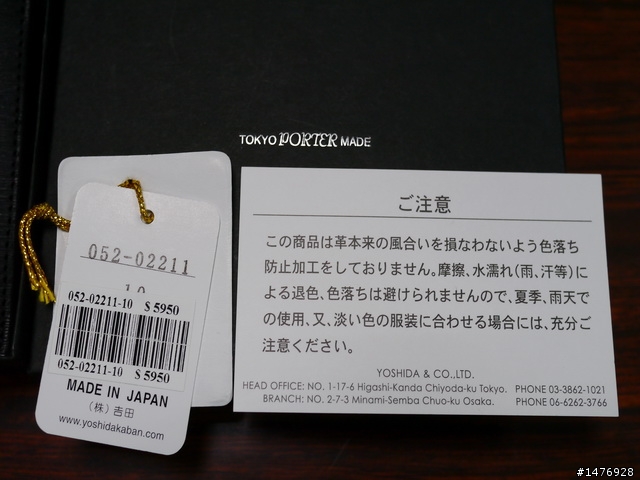 TOKYO PORTER MADE
052-02211
10
052-02211-10 $5950
052-02211-10 $5950
MADE IN JAPAN
(株)吉田
www.yoshidakaban.com
ご注意
この商品は革本来の風合いを損なわないよう色落ち
防止加工をしておりません。摩擦、水濡れ(雨、汗等)に
よる退色、色落ちは避けられませんので、夏季、雨天で
の使用、又、淡い色の服装に合わせる場合には、充分ご
注意ください。
YOSHIDA & CO.,LTD.
HEAD OFFICE: NO. 1-17-6 Higashi-Kanda Chiyoda-ku Tokyo. PHONE 03-3862-1021
BRANCH: NO. 2-7-3 Minami-Semba Chuo-ku Osaka. PHONE 06-6262-3766
#1476928